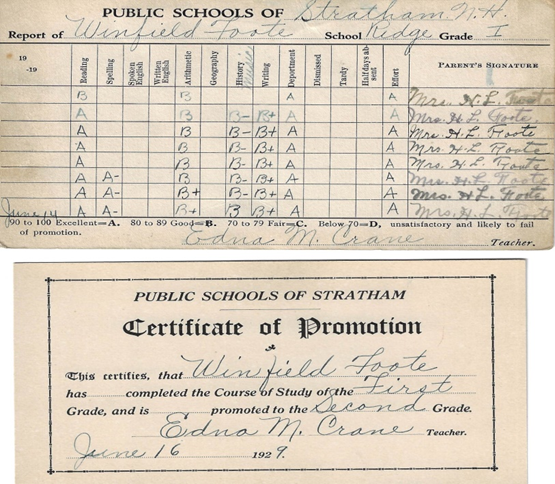 PUBLIC SCHOOLS OF Stratham N.H.
Report of Winfield Foote School Ridge Grade I
19 -19 Reading Spelling Spoken English Written English Arithmetic Geography History Writing Department Dismissed Tardy Half days absent Effort PARENT'S SIGNATURE
B B A A Mrs. H. L. Foote
A B B- B+ A A Mrs. H. L. Foote
A B B- B+ A A Mrs. H. L. Foote
A B B- B+ A A Mrs. H. L. Foote
A B B- B+ A A Mrs. H. L. Foote
A A- B B- B+ A A Mrs. H. L. Foote
A A- B+ B- B+ A A Mrs. H. L. Foote
June 14 A A- B+ B- B+ A A Mrs. H. L. Foote
90 to 100 Excellent=A. 80 to 89 Good=B. 70 to 79 Fair=C. Below 70=D, unsatisfactory and likely to fail
of promotion. Edna M. Crane Teacher.
PUBLIC SCHOOLS OF STRATHAM
Certificate of Promotion
This certifies, that Winfield Foote
has completed the Course of Study of the First
Grade, and is promoted to the Second Grade.
Edna M. Crane Teacher.
June 16 1929.